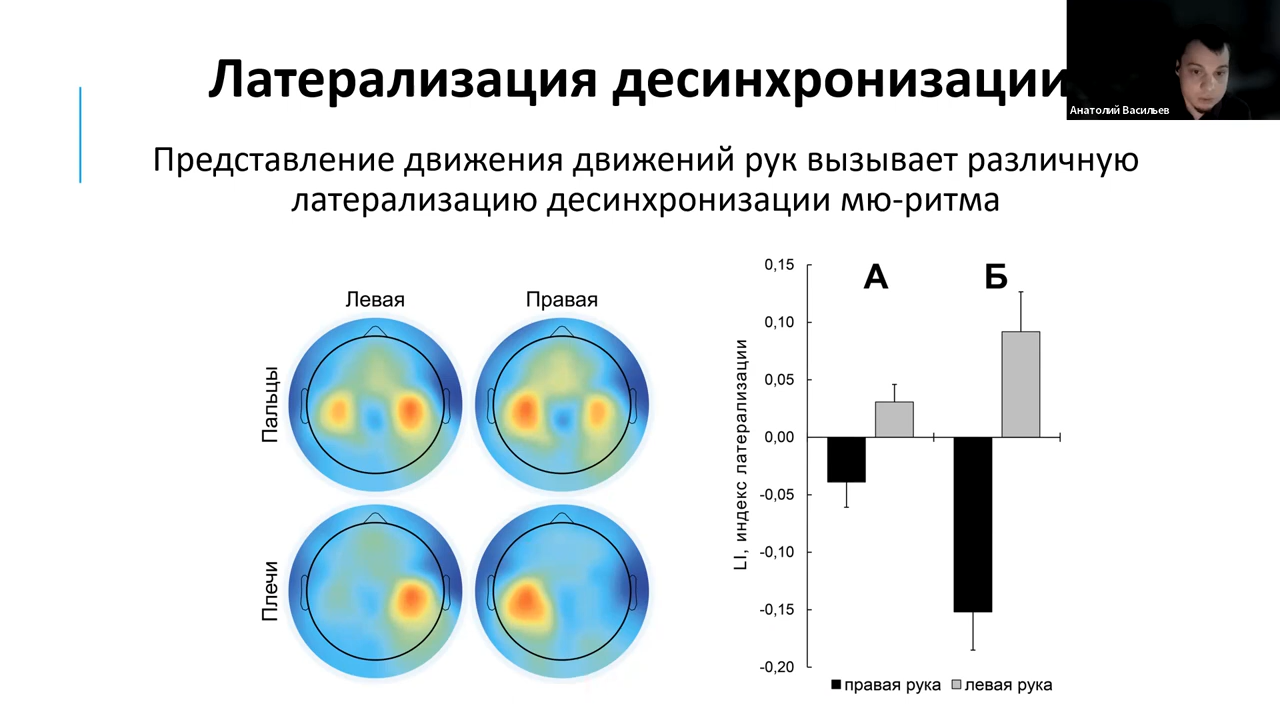 Латерализация десинхронизации
Анатолий Васильев
Представление движения движений рук вызывает различную
латерализацию десинхронизации мю-ритма
Левая
Правая
Пальцы
Плечи
LI, индекс латерализации
0,15
0,10
0,05
0,00
-0,05
-0,10
-0,15
-0,20
А
Б
правая рука
левая рука